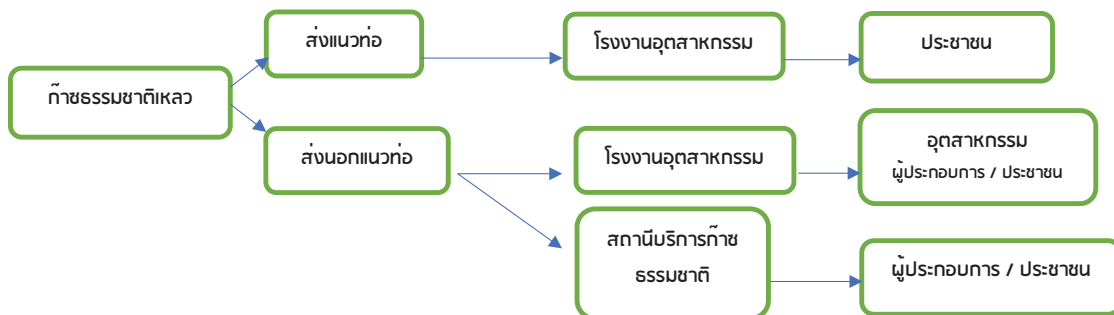 ส่งแนวท่อ
โรงงานอุตสาหกรรม
ประชาชน
ก๊าซธรรมชาติเหลว
ส่งนอกแนวท่อ
โรงงานอุตสาหกรรม
อุตสาหกรรม
ผู้ประกอบการ / ประชาชน
สถานีบริการก๊าซ
ธรรมชาติ
ผู้ประกอบการ / ประชาชน